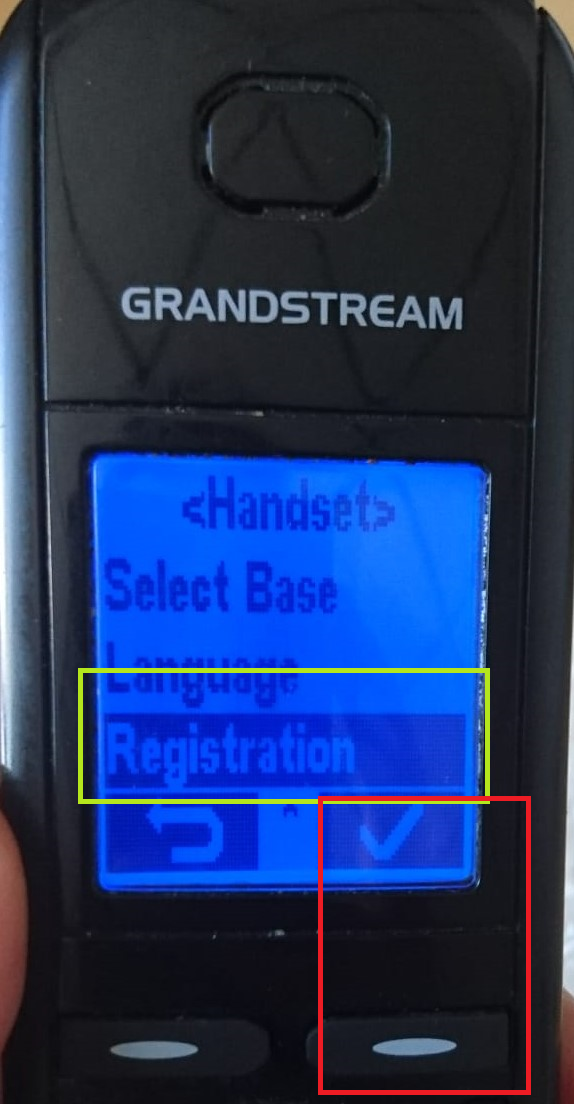 GRANDSTREAM
<Handset>
Select Base
Language
Registration